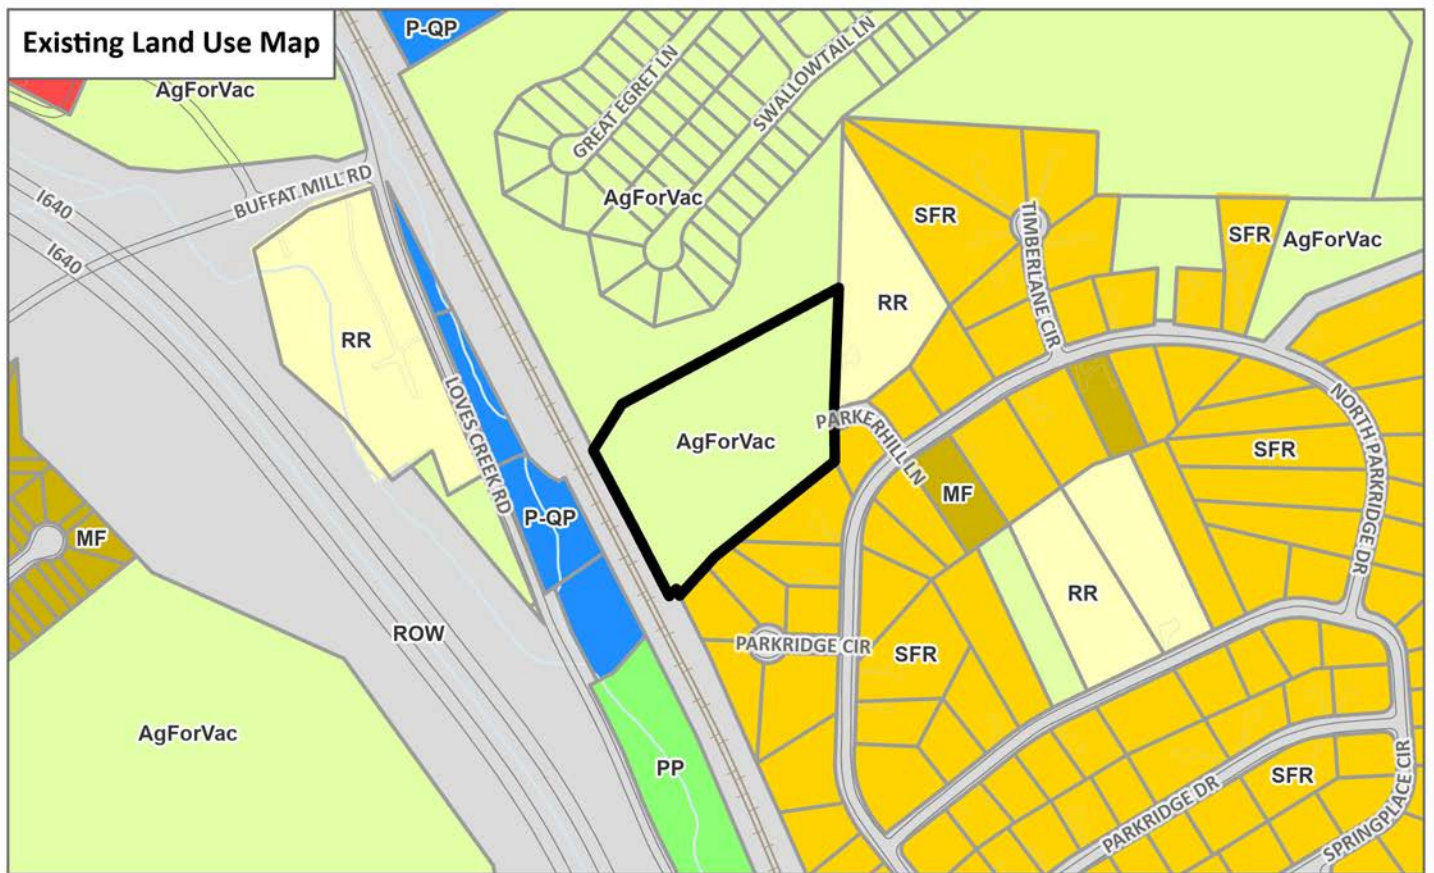 Existing Land Use Map
P-QP
AgForVac
GREAT EGRET LN
SWALLOWTAIL LN
I640
BUFFAT MILL RD
AgForVac
I640
SFR
TIMBERLANE CIR
SFR
AgForVac
RR
RR
LOVES CREEK RD
AgForVac
PARKERHILL LN
NORTH PARKRIDGE DR
SFR
MF
P-QP
MF
RR
ROW
PARKRIDGE CIR
SFR
AgForVac
PP
SFR
PARKRIDGE DR
SPRINGPLACE CIR